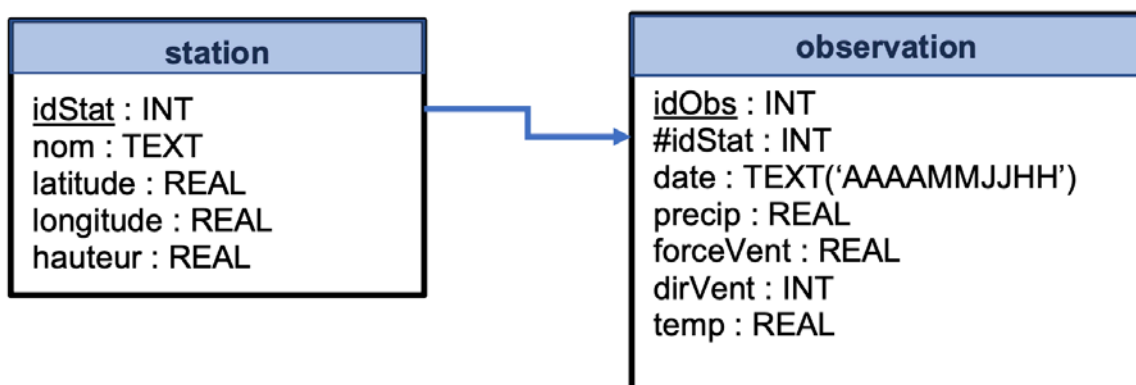 station
idStat : INT
nom : TEXT
latitude : REAL
longitude : REAL
hauteur : REAL
observation
idObs : INT
#idStat : INT
date : TEXT(‘AAAAMMJJHH’)
precip : REAL
forceVent : REAL
dirVent : INT
temp : REAL